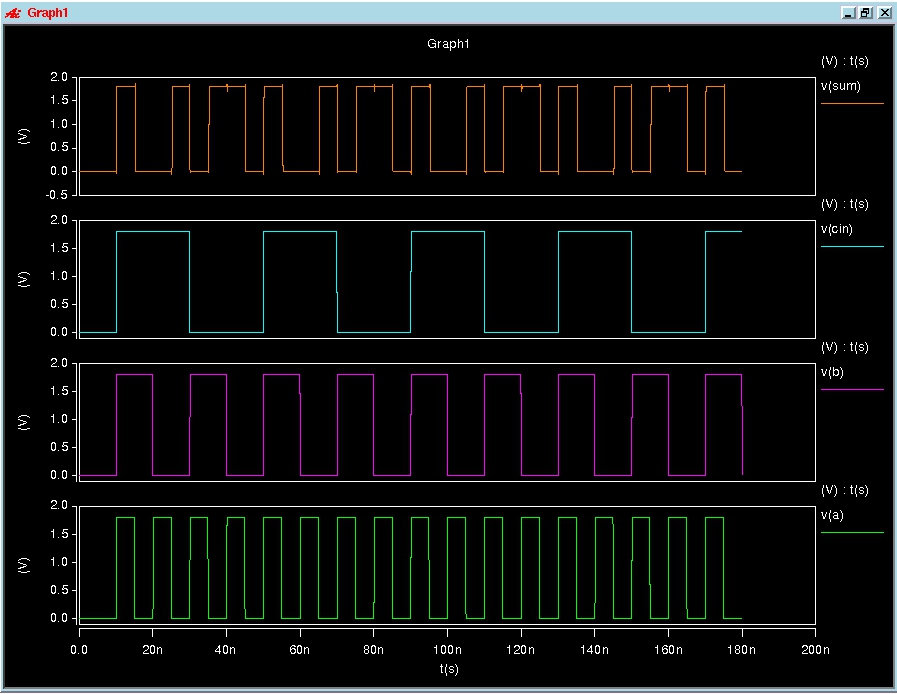 Graph1
Graph1
(V) : t(s)
2.0
v(sum)
1.5
1.0
(V)
0.5
0.0
-0.5
(V) : t(s)
2.0
v(cin)
1.5
1.0
(V)
0.5
0.0
(V) : t(s)
2.0
v(b)
1.5
1.0
(V)
0.5
0.0
(V) : t(s)
2.0
v(a)
1.5
1.0
(V)
0.5
0.0
0.0 20n 40n 60n 80n 100n 120n 140n 160n 180n 200n
t(s)